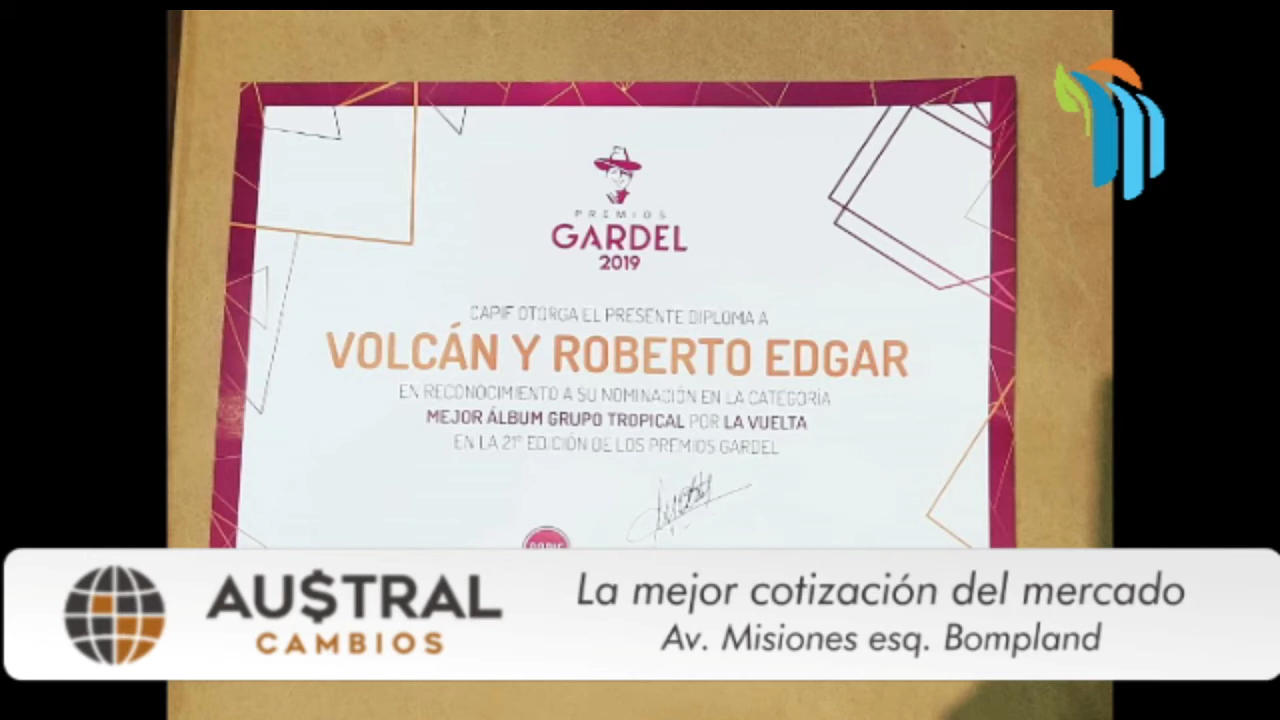 PREMIOS
GARDEL
2019
CAPIF OTORGA EL PRESENTE DIPLOMA A
VOLCÁN Y ROBERTO EDGAR
EN RECONOCIMIENTO A SU NOMINACIÓN EN LA CATEGORÍA
MEJOR ÁLBUM GRUPO TROPICAL POR LA VUELTA
EN LA 21° EDICIÓN DE LOS PREMIOS GARDEL
AU$TRAL
CAMBIOS
La mejor cotización del mercado
Av. Misiones esq. Bompland